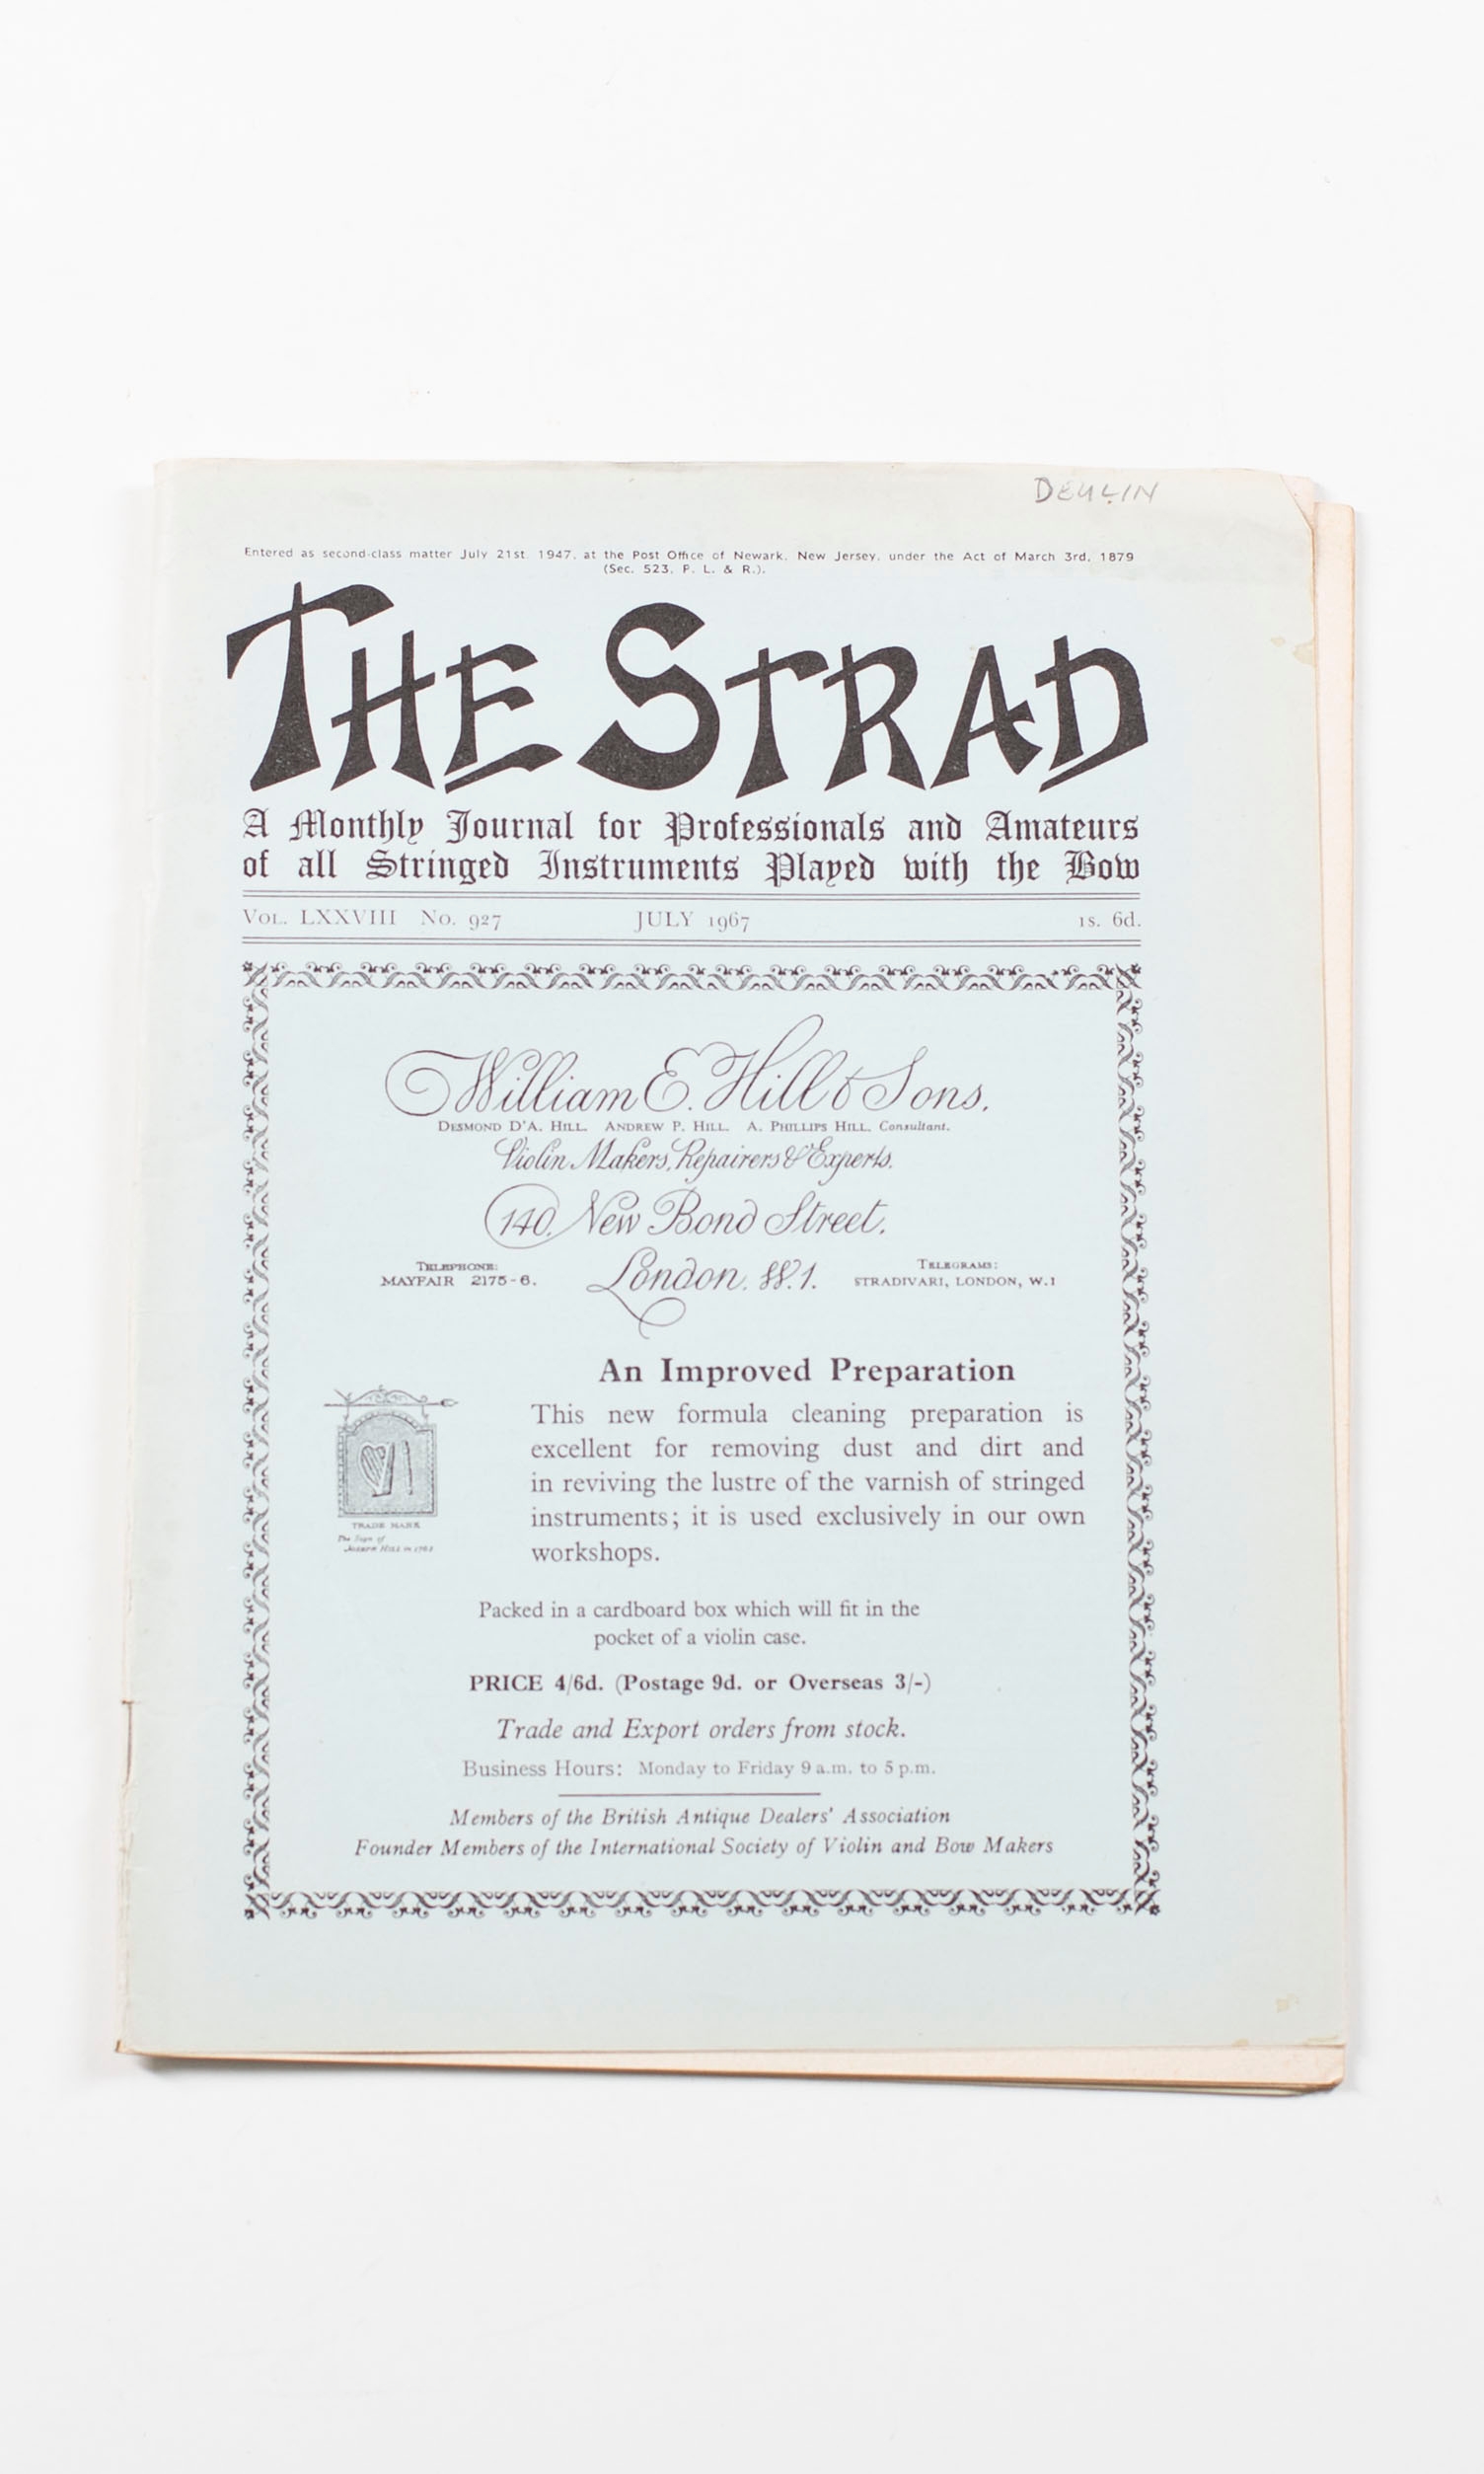 Entered as second-class matter July 21st. 1947, at the Post Office of Newark, New Jersey, under the Act of March 3rd, 1879
(Sec. 523, P. L. & R.).
THE STRAD
A Monthly Journal for Professionals and Amateurs
of all Stringed Instruments Played with the Bow
VOL. LXXVIII No. 927 JULY 1967 1s. 6d.
William E. Hill & Sons.
DESMOND D'A. HILL. ANDREW P. HILL. A. PHILLIPS HILL, Consultant.
Violin Makers, Repairers & Experts.
140, New Bond Street,
London, W.1.
TELEPHONE:
MAYFAIR 2175-6.
TELEGRAMS:
STRADIVARI, LONDON, W.1
An Improved Preparation
This new formula cleaning preparation is
excellent for removing dust and dirt and
in reviving the lustre of the varnish of stringed
instruments; it is used exclusively in our own
workshops.
TRADE MARK
The Sign of
JOSEPH HILL in 1762
Packed in a cardboard box which will fit in the
pocket of a violin case.
PRICE 4/6d. (Postage 9d. or Overseas 3/-)
Trade and Export orders from stock.
Business Hours: Monday to Friday 9 a.m. to 5 p.m.
Members of the British Antique Dealers' Association
Founder Members of the International Society of Violin and Bow Makers